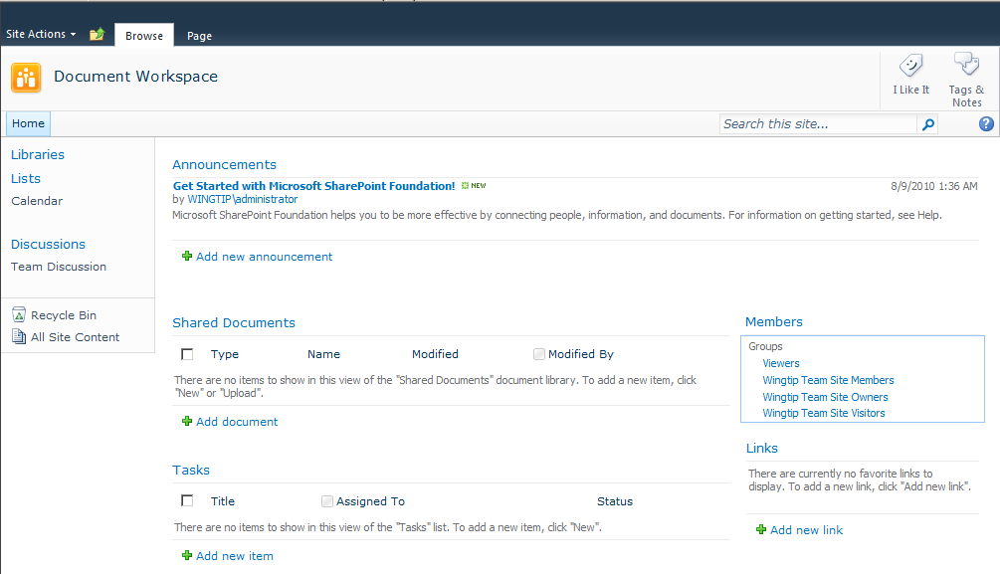 Site Actions
Browse
Page
Document Workspace
I Like It
Tags &
Notes
Home
Search this site...
Libraries
Lists
Calendar
Discussions
Team Discussion
Recycle Bin
All Site Content
Announcements
Get Started with Microsoft SharePoint Foundation! NEW
8/9/2010 1:36 AM
by WINGTIP\administrator
Microsoft SharePoint Foundation helps you to be more effective by connecting people, information, and documents. For information on getting started, see Help.
Add new announcement
Shared Documents
Type Name Modified Modified By
There are no items to show in this view of the "Shared Documents" document library. To add a new item, click
"New" or "Upload".
Add document
Tasks
Title Assigned To Status
There are no items to show in this view of the "Tasks" list. To add a new item, click "New".
Add new item
Members
Groups
Viewers
Wingtip Team Site Members
Wingtip Team Site Owners
Wingtip Team Site Visitors
Links
There are currently no favorite links to
display. To add a new link, click "Add new link".
Add new link